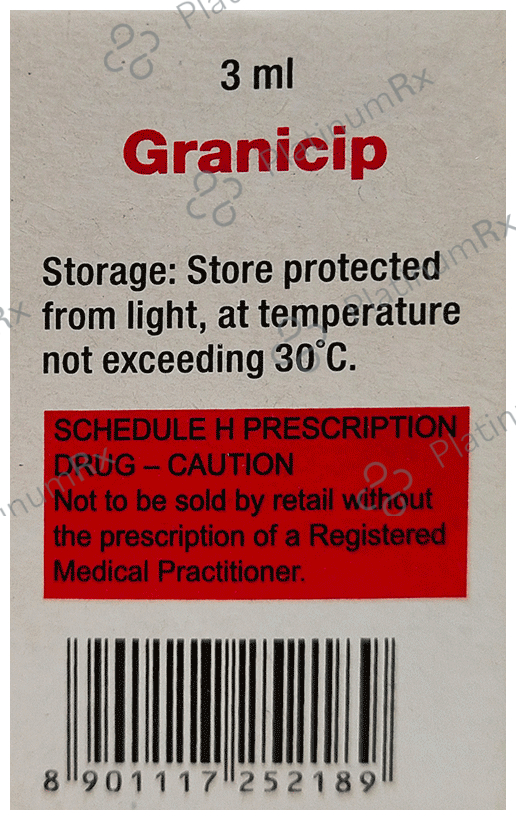 3 ml
Granicip
Storage: Store protected
from light, at temperature
not exceeding 30°C.
SCHEDULE H PRESCRIPTION
DRUG – CAUTION
Not to be sold by retail without
the prescription of a Registered
Medical Practitioner.
8 901117 252189
PlatinumRx